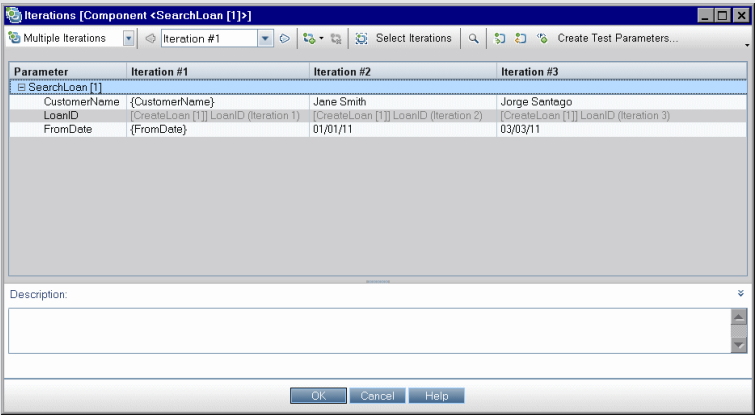 Iterations [Component <SearchLoan [1]>]
Multiple Iterations Iteration #1 Select Iterations Create Test Parameters...
Parameter Iteration #1 Iteration #2 Iteration #3
SearchLoan [1]
CustomerName {CustomerName} Jane Smith Jorge Santago
LoanID [CreateLoan [1]] LoanID (Iteration 1) [CreateLoan [1]] LoanID (Iteration 2) [CreateLoan [1]] LoanID (Iteration 3)
FromDate {FromDate} 01/01/11 03/03/11
Description:
OK Cancel Help